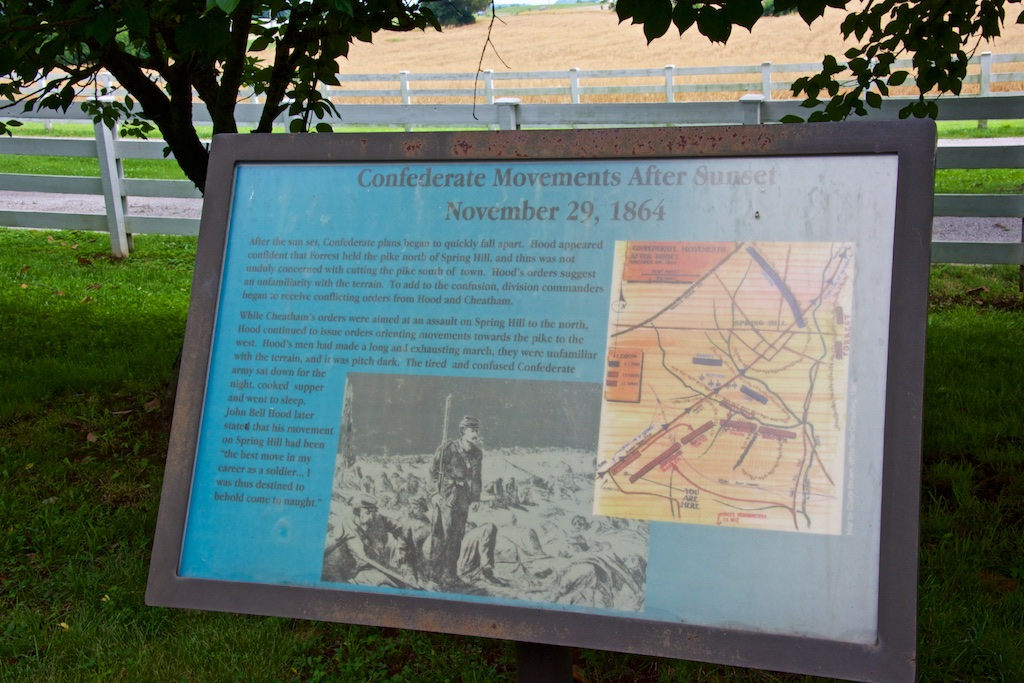 Confederate Movements After Sunset
November 29, 1864
After the sun set, Confederate plans began to quickly fall apart. Hood appeared
confident that Forrest held the pike north of Spring Hill, and thus was not
unduly concerned with cutting the pike south of town. Hood's orders suggest
an unfamiliarity with the terrain. To add to the confusion, division commanders
began to receive conflicting orders from Hood and Cheatham.
While Cheatham's orders were aimed at an assault on Spring Hill to the north,
Hood continued to issue orders orienting movements towards the pike to the
west. Hood's men had made a long and exhausting march, they were unfamiliar
with the terrain, and it was pitch dark. The tired and confused Confederate
army sat down for the
night, cooked supper
and went to sleep.
John Bell Hood later
stated that his movement
on Spring Hill had been
"the best move in my
career as a soldier... I
was thus destined to
behold come to naught."
CONFEDERATE MOVEMENTS
AFTER SUNSET
SPRING HILL
YOU
ARE
HERE